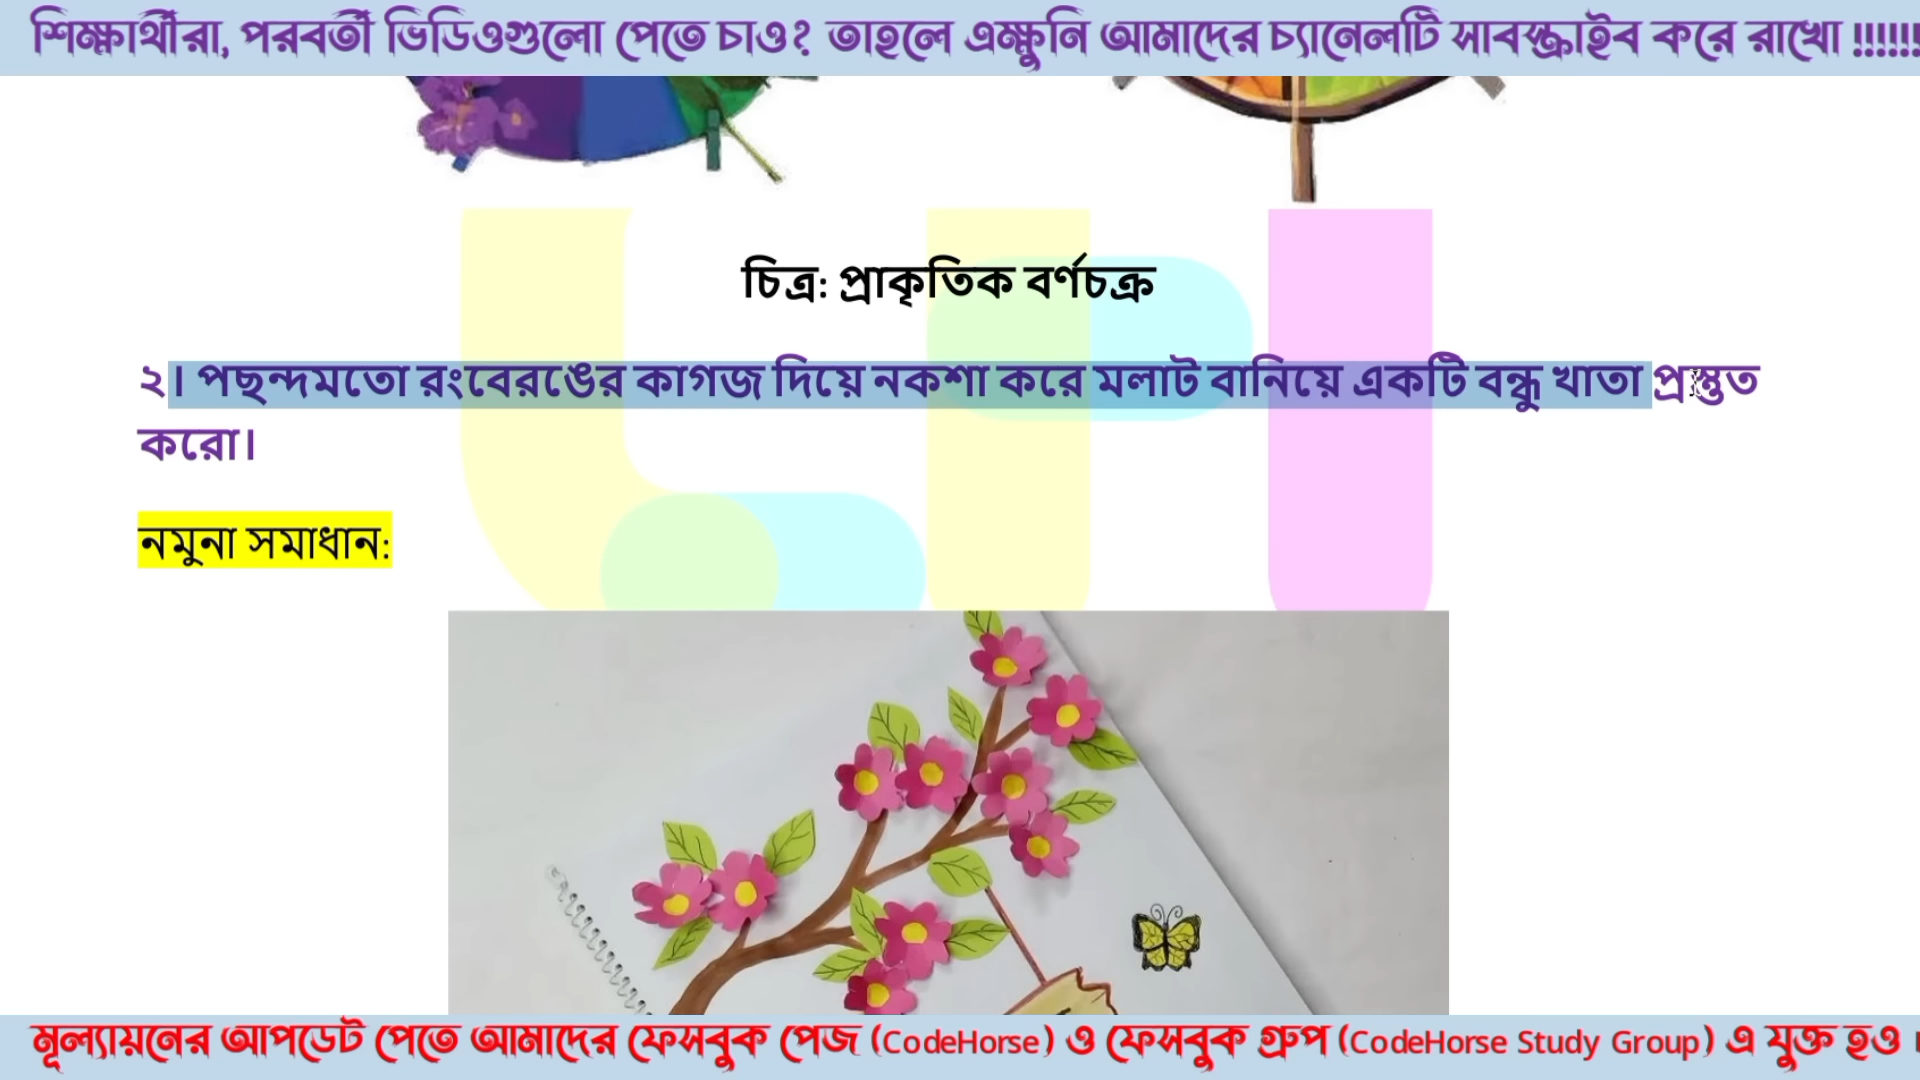 শিক্ষার্থীরা, পরবর্তী ভিডিওগুলো পেতে চাও? তাহলে এক্ষুনি আমাদের চ্যানেলটি সাবস্ক্রাইব করে রাখো !!!!!!
চিত্র: প্রাকৃতিক বর্ণচক্র
২। পছন্দমতো রংবেরঙের কাগজ দিয়ে নকশা করে মলাট বানিয়ে একটি বন্ধু খাতা প্রস্তুত
করো।
নমুনা সমাধান:
মূল্যায়নের আপডেট পেতে আমাদের ফেসবুক পেজ (CodeHorse) ও ফেসবুক গ্রুপ (CodeHorse Study Group) এ যুক্ত হও